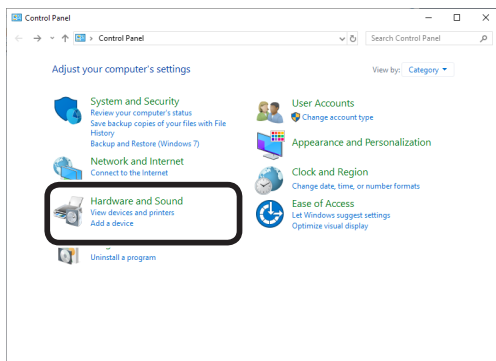 Control Panel
Control Panel
Search Control Panel
Adjust your computer's settings
View by: Category
System and Security
Review your computer's status
Save backup copies of your files with File
History
Backup and Restore (Windows 7)
Network and Internet
Connect to the Internet
Hardware and Sound
View devices and printers
Add a device
Uninstall a program
User Accounts
Change account type
Appearance and Personalization
Clock and Region
Change date, time, or number formats
Ease of Access
Let Windows suggest settings
Optimize visual display